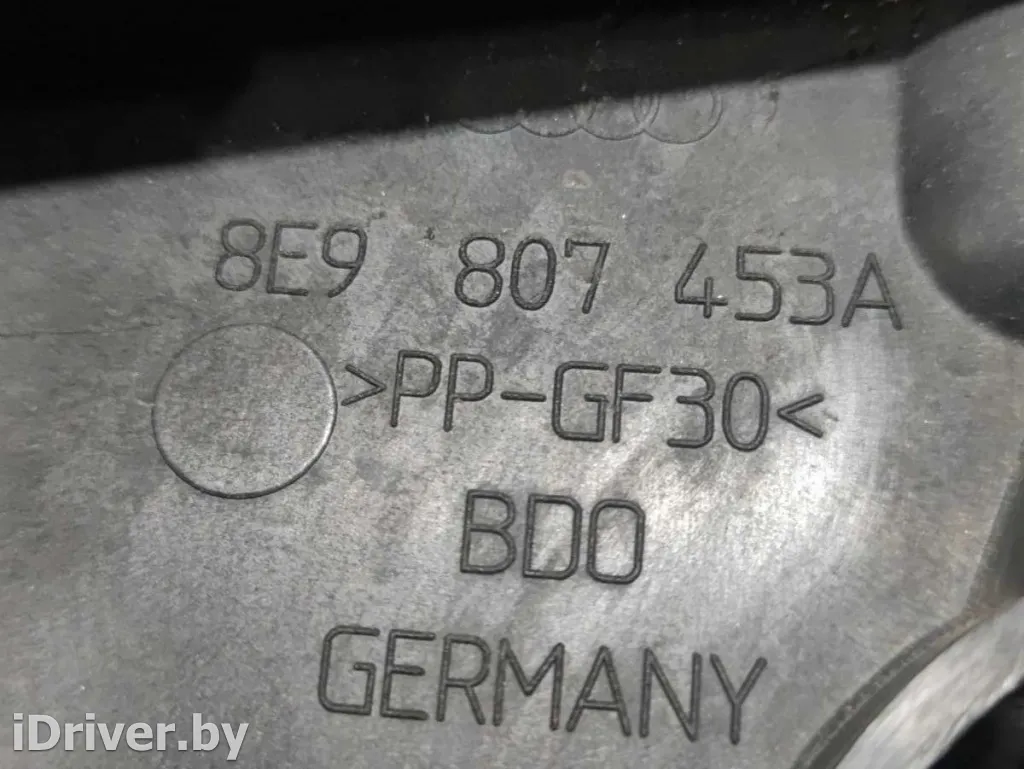 8E9 807 453A
>PP-GF30<
BDO
GERMANY
iDriver.by